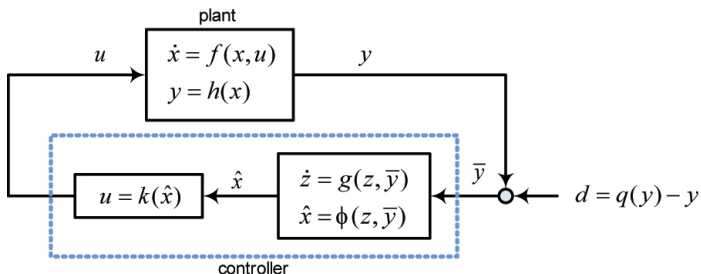 plant
u
ẋ = f(x,u)
y = h(x)
y
u = k(x̂)
x̂
ż = g(z, ȳ)
x̂ = ϕ(z, ȳ)
ȳ
d = q(y) − y
controller